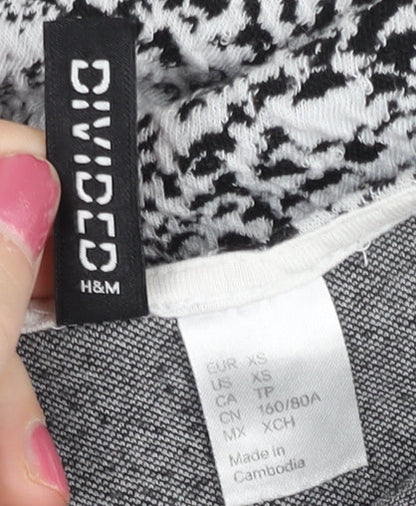 DIVIDED
H&M
EUR XS
US XS
CA TP
CN 160/80A
MX XCH
Made in
Cambodia